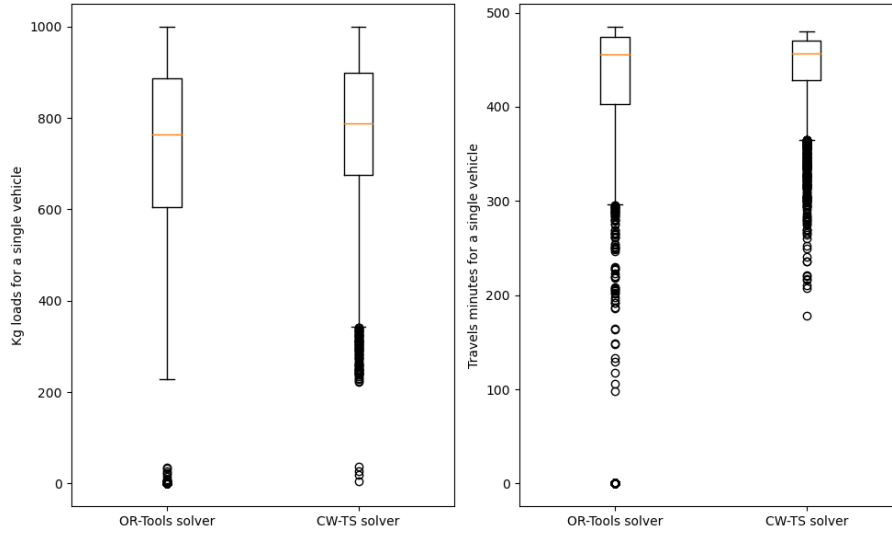 Kg loads for a single vehicle
1000
800
600
400
200
0
OR-Tools solver
CW-TS solver
Travels minutes for a single vehicle
500
400
300
200
100
0
OR-Tools solver
CW-TS solver